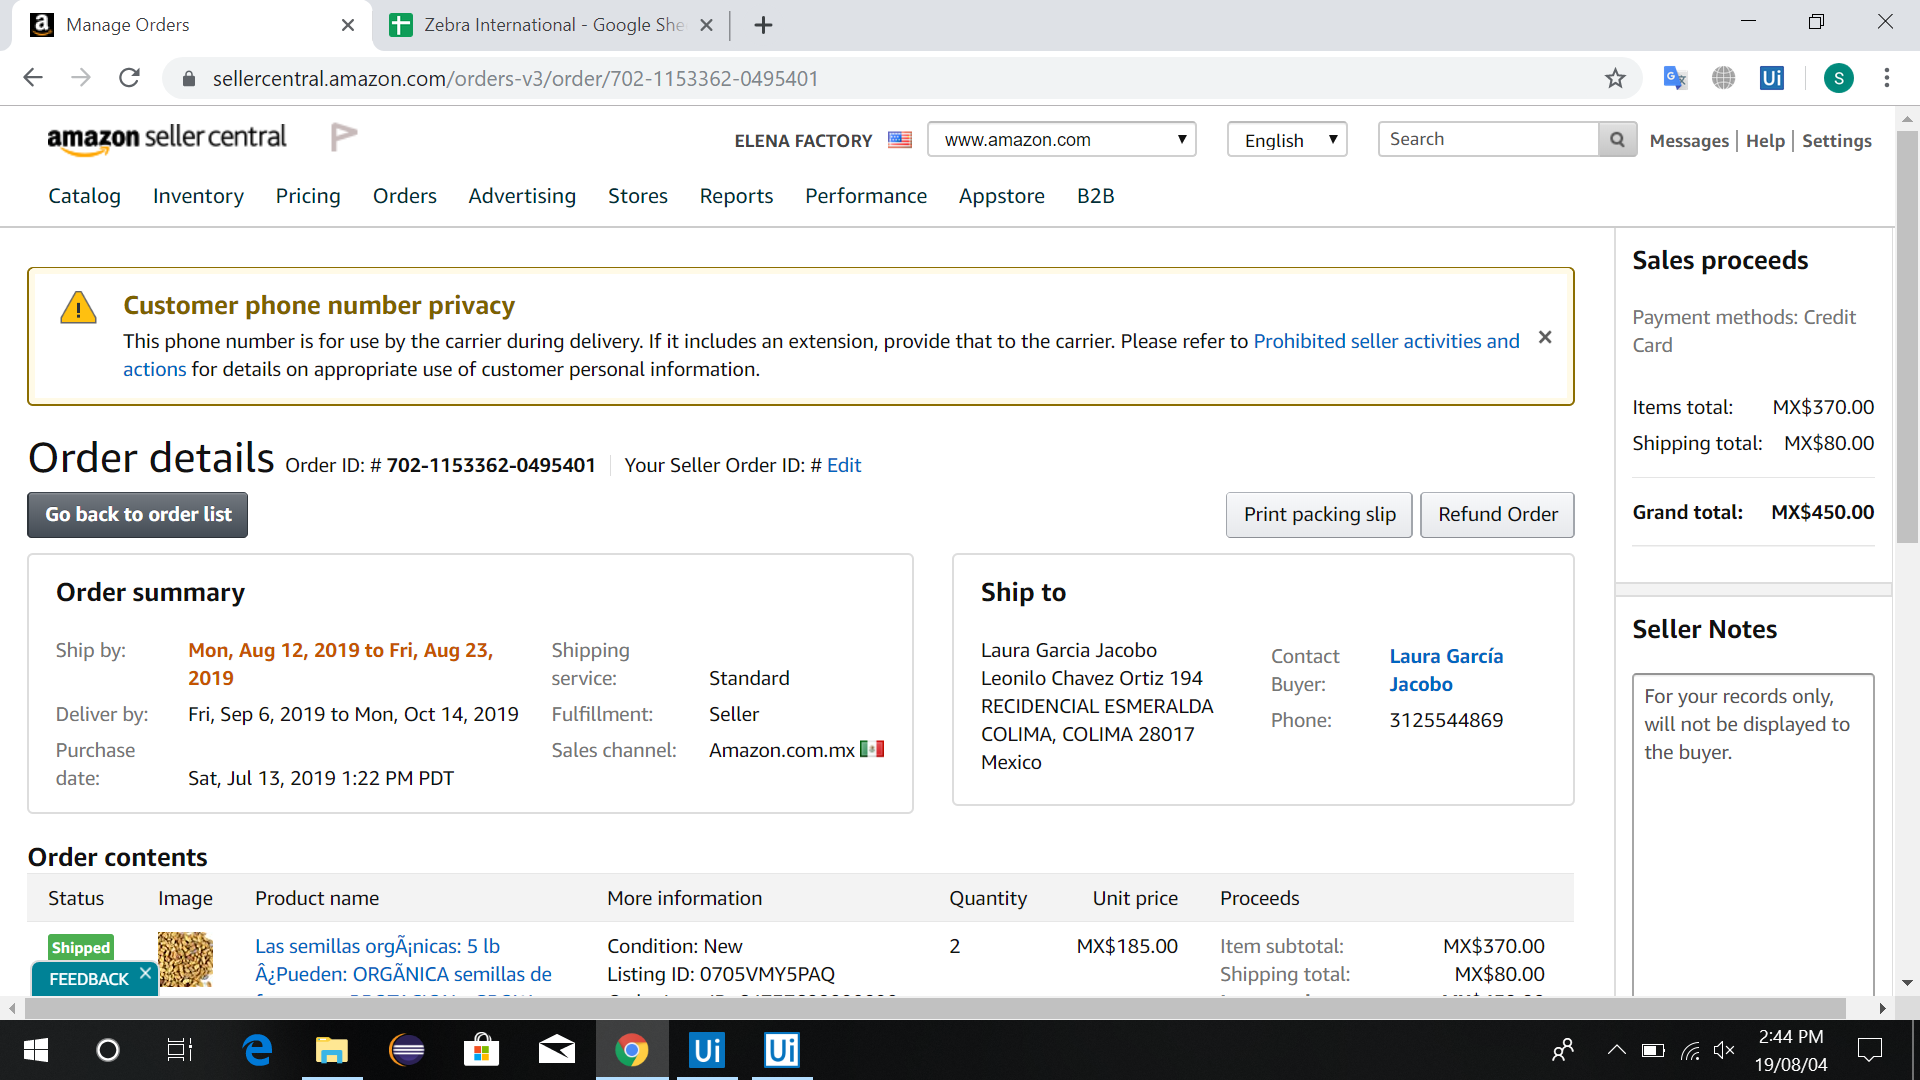 Manage Orders
Zebra International - Google She
sellercentral.amazon.com/orders-v3/order/702-1153362-0495401
S
amazon seller central
ELENA FACTORY
www.amazon.com
English
Search
Messages | Help | Settings
Catalog Inventory Pricing Orders Advertising Stores Reports Performance Appstore B2B
Customer phone number privacy
This phone number is for use by the carrier during delivery. If it includes an extension, provide that to the carrier. Please refer to Prohibited seller activities and
actions for details on appropriate use of customer personal information.
Order details Order ID: # 702-1153362-0495401 Your Seller Order ID: # Edit
Go back to order list
Print packing slip
Refund Order
Order summary
Ship by: Mon, Aug 12, 2019 to Fri, Aug 23,
2019
Deliver by: Fri, Sep 6, 2019 to Mon, Oct 14, 2019
Purchase
date: Sat, Jul 13, 2019 1:22 PM PDT
Shipping
service: Standard
Fulfillment: Seller
Sales channel: Amazon.com.mx
Ship to
Laura Garcia Jacobo
Leonilo Chavez Ortiz 194
RECIDENCIAL ESMERALDA
COLIMA, COLIMA 28017
Mexico
Contact
Buyer:
Laura García
Jacobo
Phone: 3125544869
Sales proceeds
Payment methods: Credit
Card
Items total: MX$370.00
Shipping total: MX$80.00
Grand total: MX$450.00
Seller Notes
For your records only,
will not be displayed to
the buyer.
Order contents
Status Image Product name More information Quantity Unit price Proceeds
Shipped
Las semillas orgÃ¡nicas: 5 lb
Â¿Pueden: ORGÃNICA semillas de
Condition: New
Listing ID: 0705VMY5PAQ
2
MX$185.00
Item subtotal: MX$370.00
Shipping total: MX$80.00
FEEDBACK
Ui
Ui
Ui
2:44 PM
19/08/04